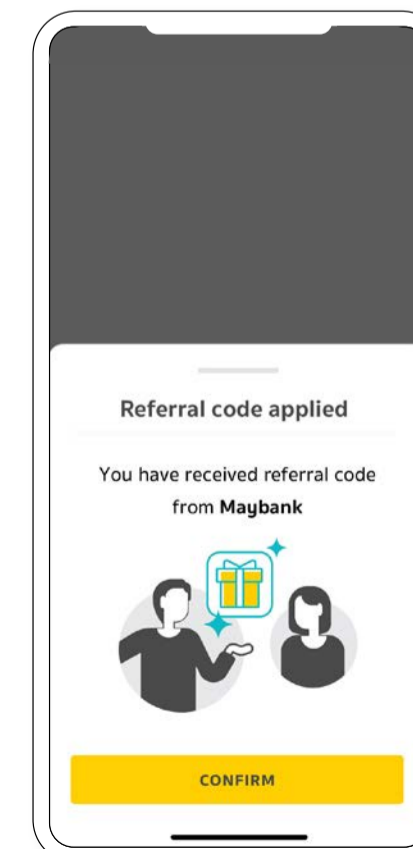 Referral code applied
You have received referral code
from Maybank
CONFIRM